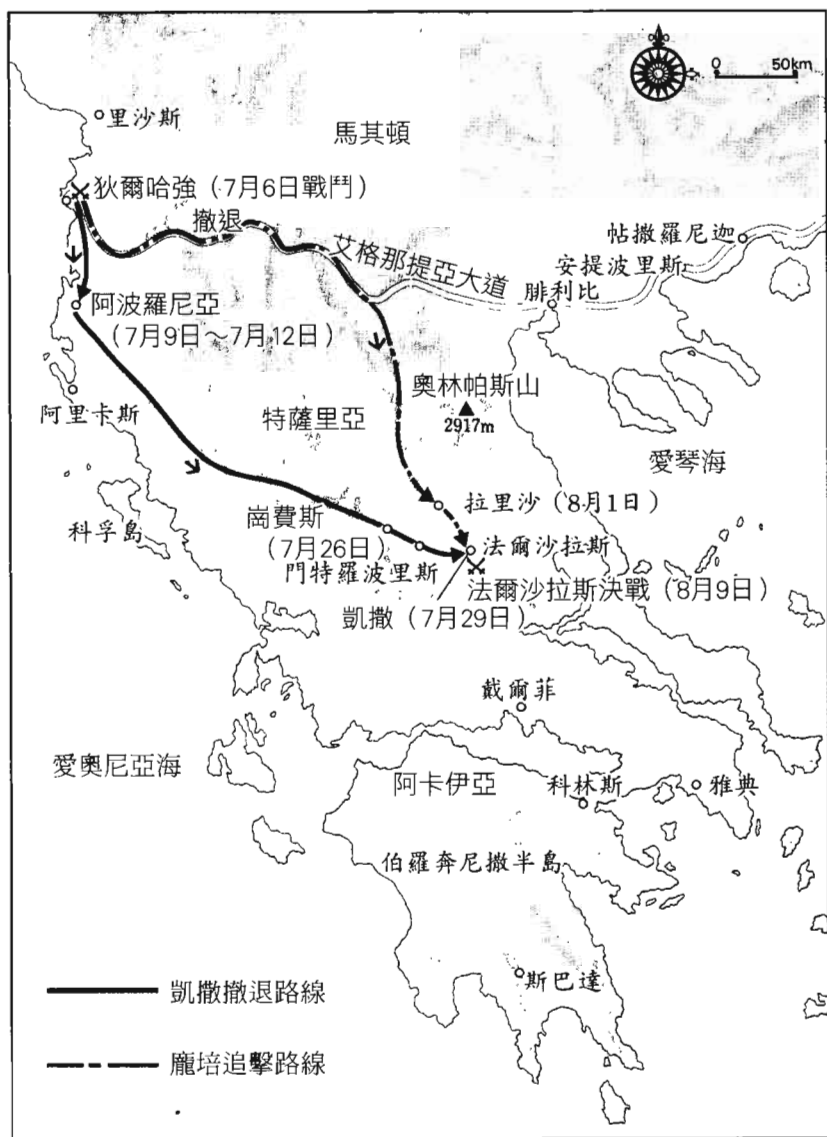 0 50km
里沙斯
馬其頓
狄爾哈強（7月6日戰鬥）
撤退
帖撒羅尼迦
艾格那提亞大道
安提波里斯
腓利比
阿波羅尼亞
（7月9日～7月12日）
奧林帕斯山
2917m
阿里卡斯
特薩里亞
愛琴海
拉里沙（8月1日）
科孚島
崗費斯
（7月26日）
法爾沙拉斯
門特羅波里斯
法爾沙拉斯決戰（8月9日）
凱撒（7月29日）
戴爾菲
愛奧尼亞海
阿卡伊亞
科林斯
雅典
伯羅奔尼撒半島
斯巴達
凱撒撤退路線
龐培追擊路線